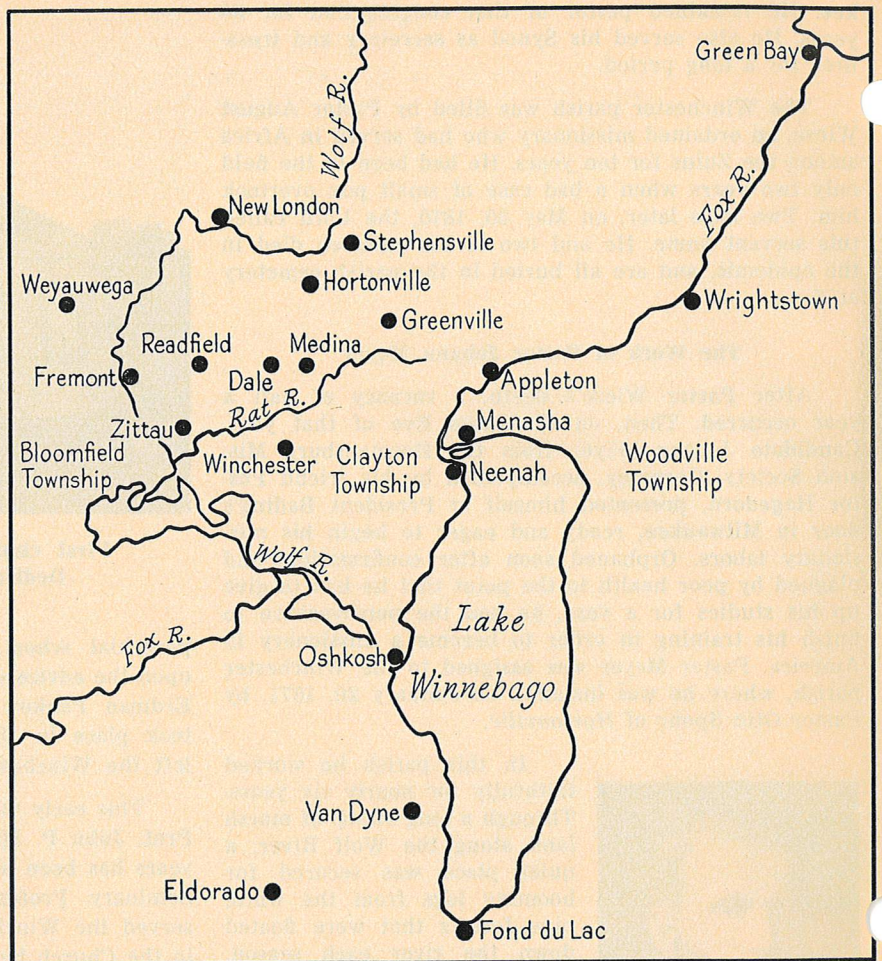 Green Bay
Wolf R.
Fox R.
New London
Stephensville
Weyauwega
Hortonville
Wrightstown
Greenville
Readfield
Medina
Fremont
Dale
Appleton
Rat R.
Menasha
Zittau
Bloomfield
Township
Winchester
Clayton
Township
Neenah
Woodville
Township
Wolf R.
Fox R.
Lake
Winnebago
Oshkosh
Van Dyne
Eldorado
Fond du Lac